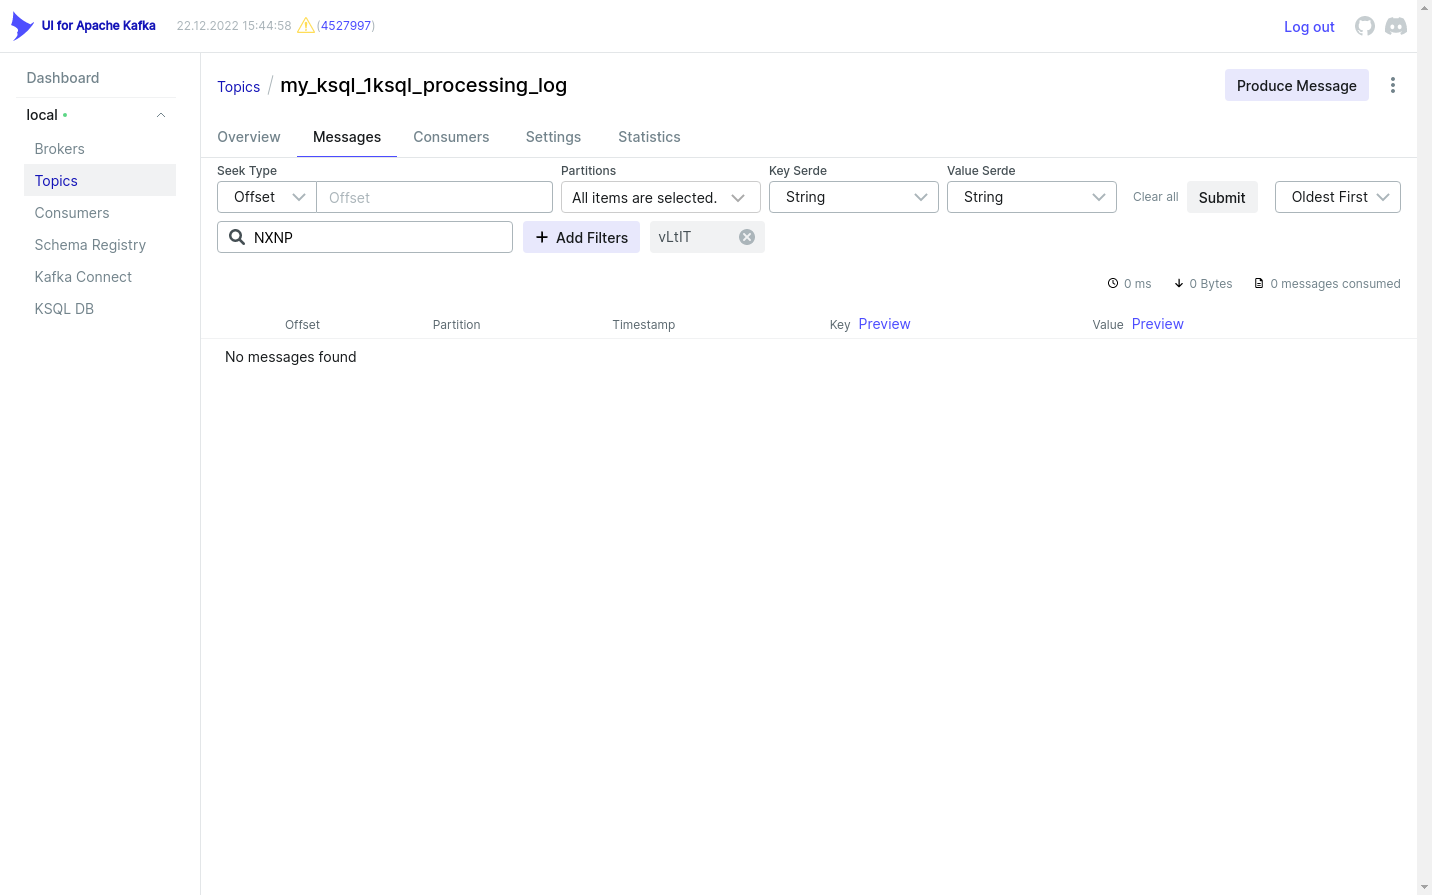 UI for Apache Kafka 22.12.2022 15:44:58 (4527997) Log out
Dashboard
local
Brokers
Topics
Consumers
Schema Registry
Kafka Connect
KSQL DB
Topics / my_ksql_1ksql_processing_log Produce Message
Overview Messages Consumers Settings Statistics
Seek Type Partitions Key Serde Value Serde
Offset Offset All items are selected. String String Clear all Submit Oldest First
NXNP Add Filters vLtIT
0 ms 0 Bytes 0 messages consumed
Offset Partition Timestamp Key Preview Value Preview
No messages found